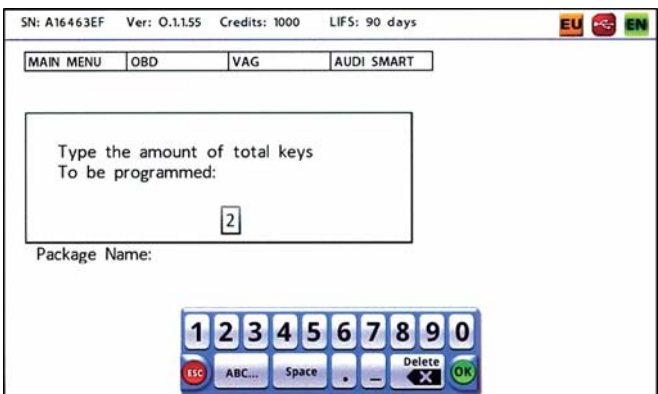 SN: A16463EF Ver: O.1.1.55 Credits: 1000 LIFS: 90 days EU EN
MAIN MENU OBD VAG AUDI SMART
Type the amount of total keys
To be programmed:
2
Package Name:
1 2 3 4 5 6 7 8 9 0
ESC ABC... Space . _ Delete OK